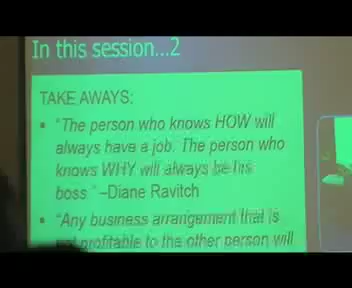 In this session...2
TAKE AWAYS:
• "The person who knows HOW will
always have a job. The person who
knows WHY will always be his
boss." –Diane Ravitch
• "Any business arrangement that is
not profitable to the other person will